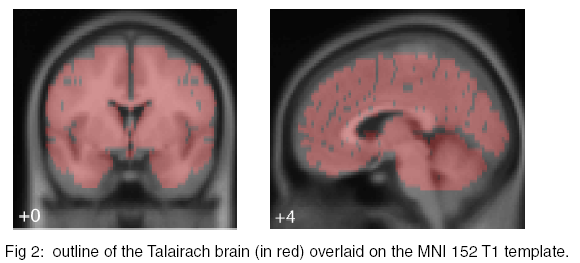 +0
+4
Fig 2:  outline of the Talairach brain (in red) overlaid on the MNI 152 T1 template.